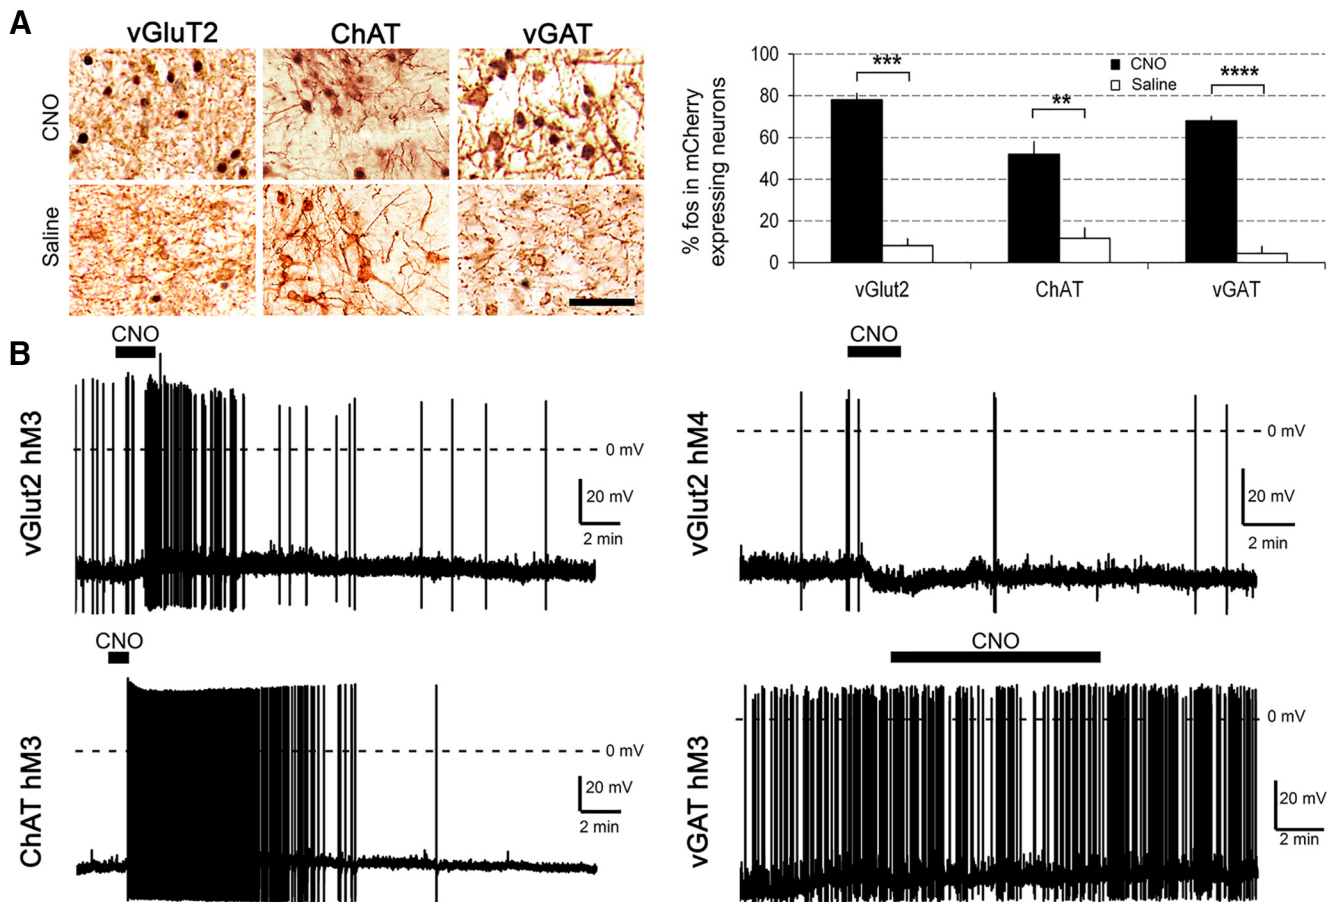 A
vGluT2
ChAT
vGAT
CNO
Saline
% fos in mCherry
expressing neurons
100
80
60
40
20
0
***
**
****
CNO
Saline
vGlut2
ChAT
vGAT
B
vGlut2 hM3
CNO
0 mV
20 mV
2 min
vGlut2 hM4
CNO
0 mV
20 mV
2 min
ChAT hM3
CNO
0 mV
20 mV
2 min
vGAT hM3
CNO
0 mV
20 mV
2 min